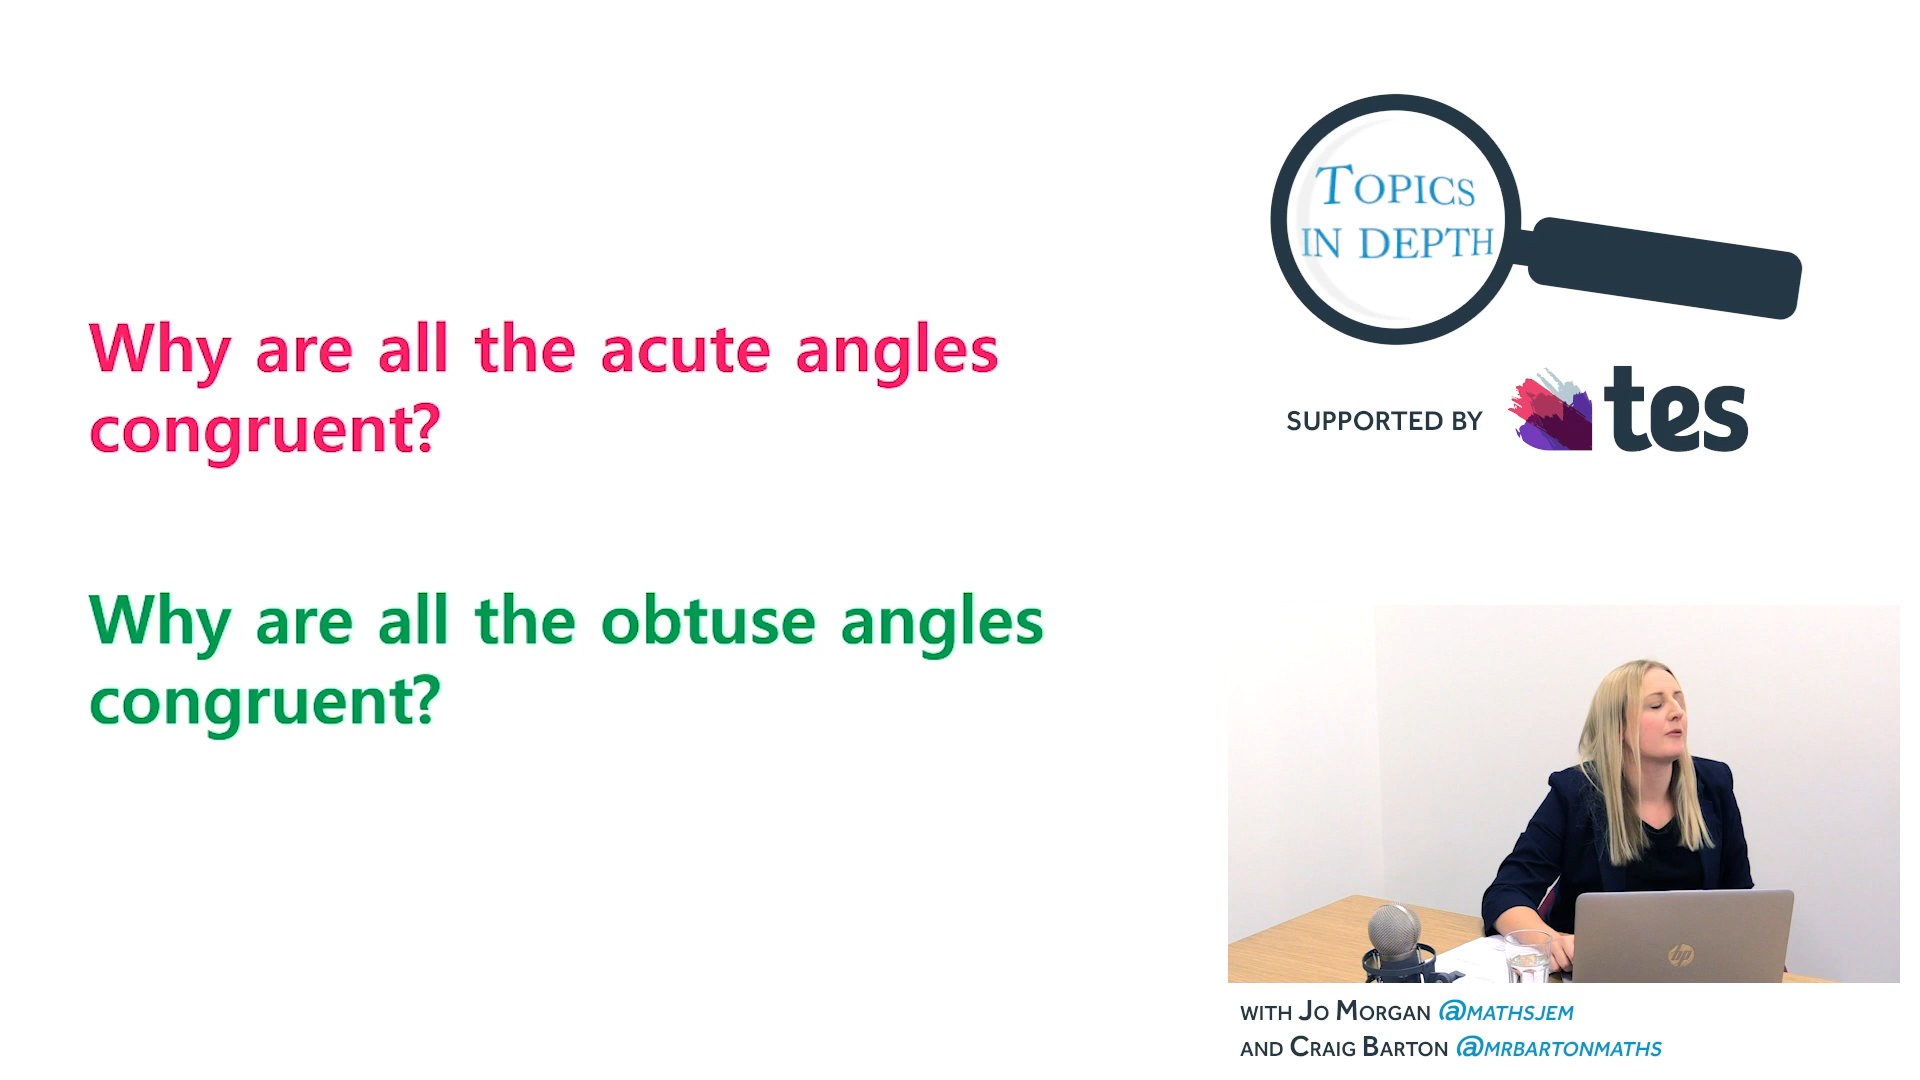 Why are all the acute angles
congruent?
Why are all the obtuse angles
congruent?
TOPICS
IN DEPTH
SUPPORTED BY tes
hp
WITH JO MORGAN @MATHSJEM
AND CRAIG BARTON @MRBARTONMATHS